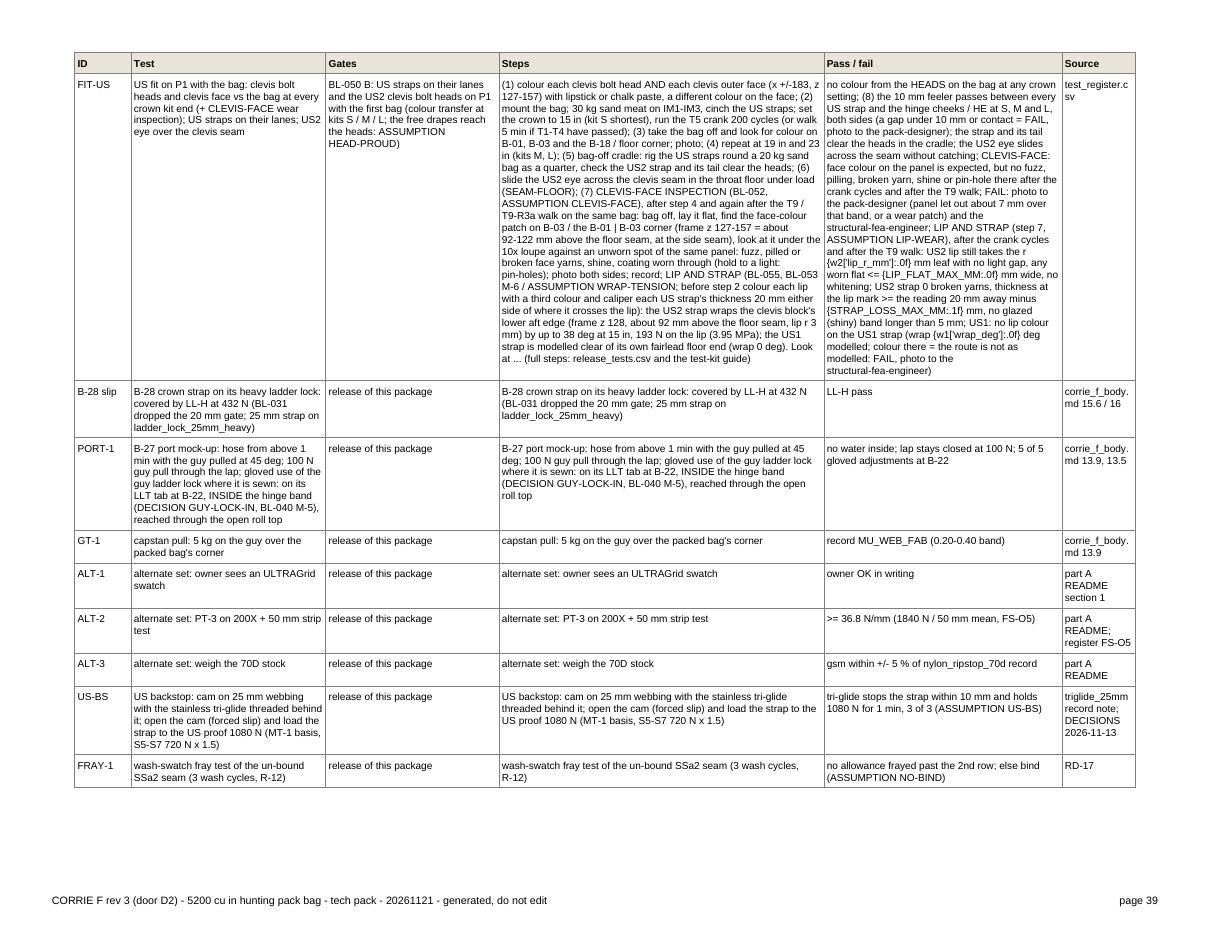 ID
Test
Gates
Steps
Pass / fail
Source
FIT-US
US fit on P1 with the bag: clevis bolt
heads and clevis face vs the bag at every
crown kit end (+ CLEVIS-FACE wear
inspection); US straps on their lanes; US2
eye over the clevis seam
BL-050 B: US straps on their lanes
and the US2 clevis bolt heads on P1
with the first bag (colour transfer at
kits S / M / L; the free drapes reach
the heads: ASSUMPTION
HEAD-PROUD)
(1) colour each clevis bolt head AND each clevis outer face (x +/-183, z
127-157) with lipstick or chalk paste, a different colour on the face; (2)
mount the bag; 30 kg sand meat on IM1-IM3, cinch the US straps; set
the crown to 15 in (kit S shortest), run the T5 crank 200 cycles (or walk
5 min if T1-T4 have passed); (3) take the bag off and look for colour on
B-01, B-03 and the B-18 / floor corner; photo; (4) repeat at 19 in and 23
in (kits M, L); (5) bag-off cradle: rig the US straps round a 20 kg sand
bag as a quarter, check the US2 strap and its tail clear the heads; (6)
slide the US2 eye across the clevis seam in the throat floor under load
(SEAM-FLOOR); (7) CLEVIS-FACE INSPECTION (BL-052,
ASSUMPTION CLEVIS-FACE), after step 4 and again after the T9 /
T9-R3a walk on the same bag: bag off, lay it flat, find the face-colour
patch on B-03 / the B-01 | B-03 corner (frame z 127-157 = about
92-122 mm above the floor seam, at the side seam), look at it under the
10x loupe against an unworn spot of the same panel: fuzz, pilled or
broken face yarns, shine, coating worn through (hold to a light:
pin-holes); photo both sides; record; LIP AND STRAP (BL-055, BL-053
M-6 / ASSUMPTION WRAP-TENSION; before step 2 colour each lip
with a third colour and caliper each US strap's thickness 20 mm either
side of where it crosses the lip): the US2 strap wraps the clevis block's
lower aft edge (frame z 128, about 92 mm above the floor seam, lip r 3
mm) by up to 38 deg at 15 in, 193 N on the lip (3.95 MPa); the US1
strap is modelled clear of its own fairlead floor end (wrap 0 deg). Look
at ... (full steps: release_tests.csv and the test-kit guide)
no colour from the HEADS on the bag at any crown
setting; (8) the 10 mm feeler passes between every
US strap and the hinge cheeks / HE at S, M and L,
both sides (a gap under 10 mm or contact = FAIL,
photo to the pack-designer); the strap and its tail
clear the heads in the cradle; the US2 eye slides
across the seam without catching; CLEVIS-FACE:
face colour on the panel is expected, but no fuzz,
pilling, broken yarn, shine or pin-hole there after the
crank cycles and after the T9 walk; FAIL: photo to
the pack-designer (panel let out about 7 mm over
that band, or a wear patch) and the
structural-fea-engineer; LIP AND STRAP (step 7,
ASSUMPTION LIP-WEAR), after the crank cycles
and after the T9 walk: US2 lip still takes the r
{w2['lip_r_mm']:.0f} mm leaf with no light gap, any
worn flat <= {LIP_FLAT_MAX_MM:.0f} mm wide, no
whitening; US2 strap 0 broken yarns, thickness at
the lip mark >= the reading 20 mm away minus
{STRAP_LOSS_MAX_MM:.1f} mm, no glazed
(shiny) band longer than 5 mm; US1: no lip colour
on the US1 strap (wrap {w1['wrap_deg']:.0f} deg
modelled; colour there = the route is not as
modelled: FAIL, photo to the
structural-fea-engineer)
test_register.c
sv
B-28 slip
B-28 crown strap on its heavy ladder lock:
covered by LL-H at 432 N (BL-031
dropped the 20 mm gate; 25 mm strap on
ladder_lock_25mm_heavy)
release of this package
B-28 crown strap on its heavy ladder lock: covered by LL-H at 432 N
(BL-031 dropped the 20 mm gate; 25 mm strap on
ladder_lock_25mm_heavy)
LL-H pass
corrie_f_body.
md 15.6 / 16
PORT-1
B-27 port mock-up: hose from above 1
min with the guy pulled at 45 deg; 100 N
guy pull through the lap; gloved use of the
guy ladder lock where it is sewn: on its
LLT tab at B-22, INSIDE the hinge band
(DECISION GUY-LOCK-IN, BL-040 M-5),
reached through the open roll top
release of this package
B-27 port mock-up: hose from above 1 min with the guy pulled at 45
deg; 100 N guy pull through the lap; gloved use of the guy ladder lock
where it is sewn: on its LLT tab at B-22, INSIDE the hinge band
(DECISION GUY-LOCK-IN, BL-040 M-5), reached through the open
roll top
no water inside; lap stays closed at 100 N; 5 of 5
gloved adjustments at B-22
corrie_f_body.
md 13.9, 13.5
GT-1
capstan pull: 5 kg on the guy over the
packed bag's corner
release of this package
capstan pull: 5 kg on the guy over the packed bag's corner
record MU_WEB_FAB (0.20-0.40 band)
corrie_f_body.
md 13.9
ALT-1
alternate set: owner sees an ULTRAGrid
swatch
release of this package
alternate set: owner sees an ULTRAGrid swatch
owner OK in writing
part A
README
section 1
ALT-2
alternate set: PT-3 on 200X + 50 mm strip
test
release of this package
alternate set: PT-3 on 200X + 50 mm strip test
>= 36.8 N/mm (1840 N / 50 mm mean, FS-O5)
part A
README;
register FS-O5
ALT-3
alternate set: weigh the 70D stock
release of this package
alternate set: weigh the 70D stock
gsm within +/- 5 % of nylon_ripstop_70d record
part A
README
US-BS
US backstop: cam on 25 mm webbing
with the stainless tri-glide threaded behind
it; open the cam (forced slip) and load the
strap to the US proof 1080 N (MT-1 basis,
S5-S7 720 N x 1.5)
release of this package
US backstop: cam on 25 mm webbing with the stainless tri-glide
threaded behind it; open the cam (forced slip) and load the strap to the
US proof 1080 N (MT-1 basis, S5-S7 720 N x 1.5)
tri-glide stops the strap within 10 mm and holds
1080 N for 1 min, 3 of 3 (ASSUMPTION US-BS)
triglide_25mm
record note;
DECISIONS
2026-11-13
FRAY-1
wash-swatch fray test of the un-bound
SSa2 seam (3 wash cycles, R-12)
release of this package
wash-swatch fray test of the un-bound SSa2 seam (3 wash cycles,
R-12)
no allowance frayed past the 2nd row; else bind
(ASSUMPTION NO-BIND)
RD-17
CORRIE F rev 3 (door D2) - 5200 cu in hunting pack bag - tech pack - 20261121 - generated, do not edit
page 39